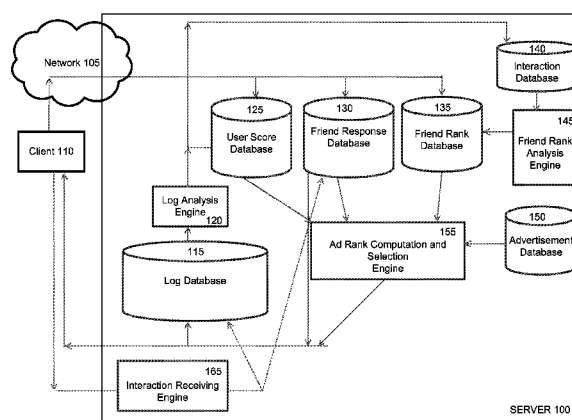 Network 105
140
Interaction
Database
125
User Score
Database
130
Friend Response
Database
135
Friend Rank
Database
145
Friend Rank
Analysis
Engine
Client 110
Log Analysis
Engine
120
155
Ad Rank Computation and
Selection
Engine
150
Advertisement
Database
115
Log Database
165
Interaction Receiving
Engine
SERVER 100